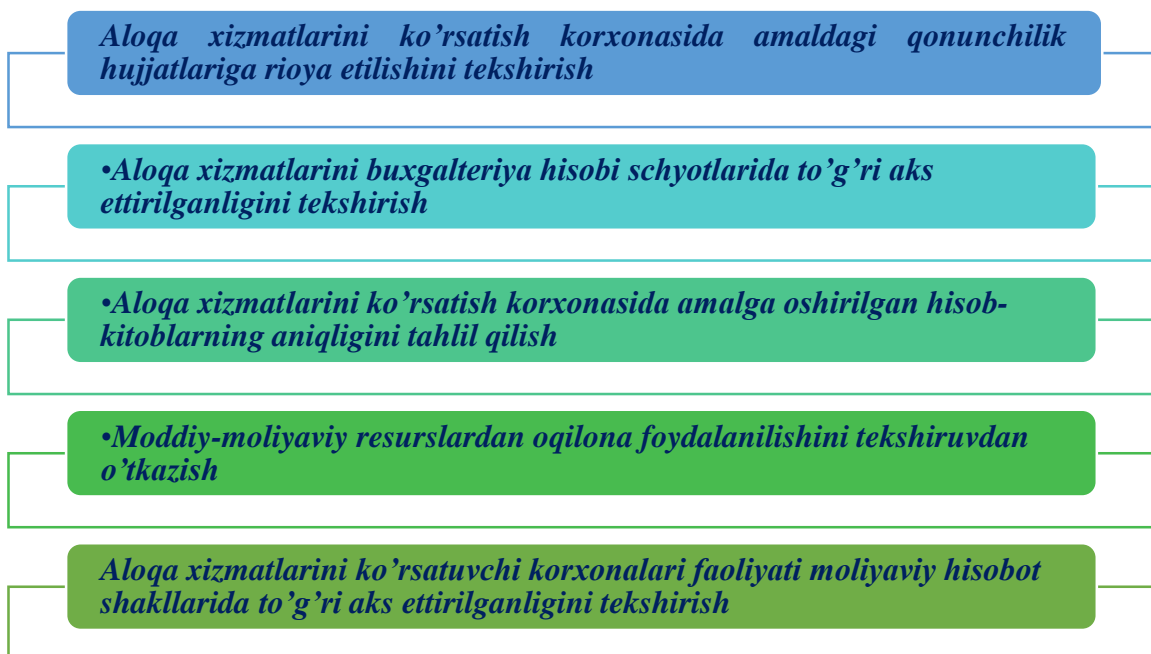 Aloqa xizmatlarini ko’rsatish korxonasida amaldagi qonunchilik
hujjatlariga rioya etilishini tekshirish
•Aloqa xizmatlarini buxgalteriya hisobi schyotlarida to’g’ri aks
ettirilganligini tekshirish
•Aloqa xizmatlarini ko’rsatish korxonasida amalga oshirilgan hisob-
kitoblarning aniqligini tahlil qilish
•Moddiy-moliyaviy resurslardan oqilona foydalanilishini tekshiruvdan
o’tkazish
Aloqa xizmatlarini ko’rsatuvchi korxonalari faoliyati moliyaviy hisobot
shakllarida to’g’ri aks ettirilganligini tekshirish